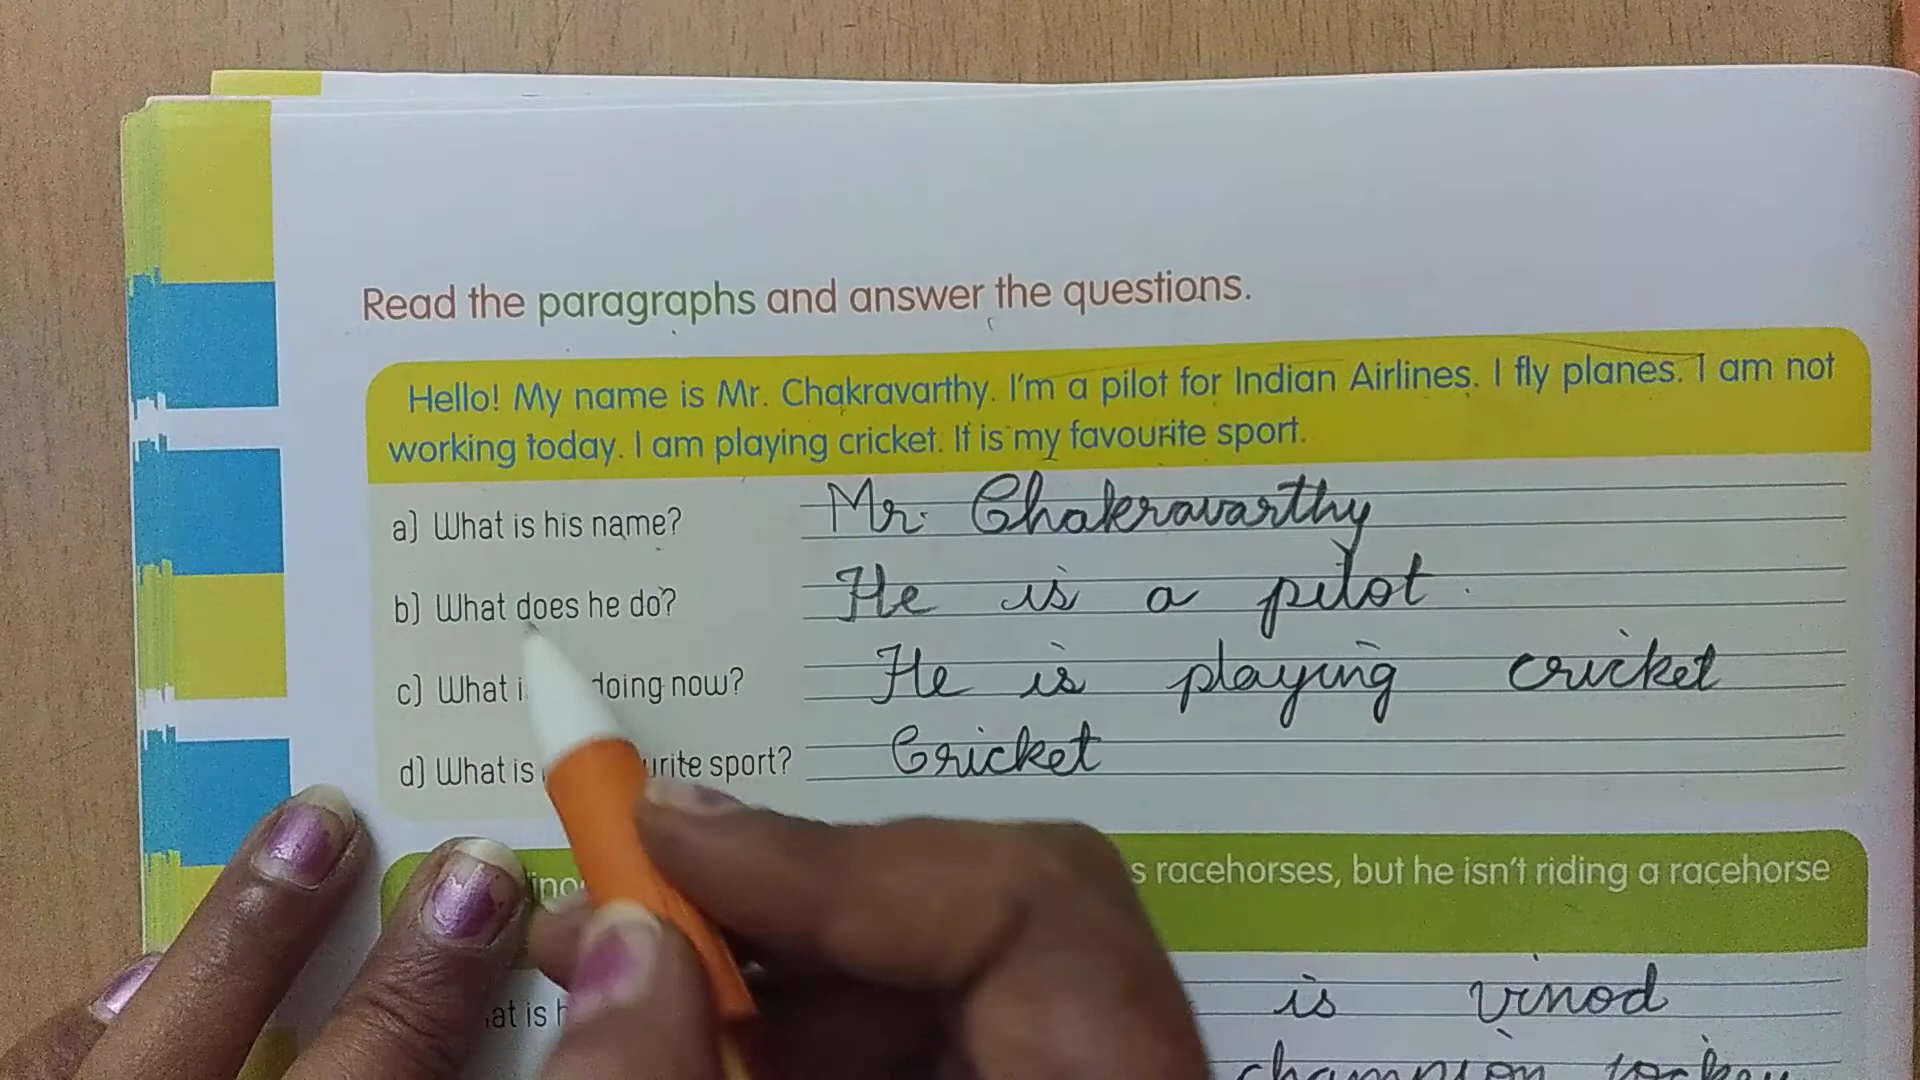 Read the paragraphs and answer the questions.
Hello! My name is Mr. Chakravarthy. I'm a pilot for Indian Airlines. I fly planes. I am not
working today. I am playing cricket. It is my favourite sport.
a) What is his name? Mr. Chakravarthy
b) What does he do? He is a pilot.
c) What doing now? He is playing cricket
d) What is sport? Cricket
racehorses, but he isn't riding a racehorse
is is vinod
champion jockey